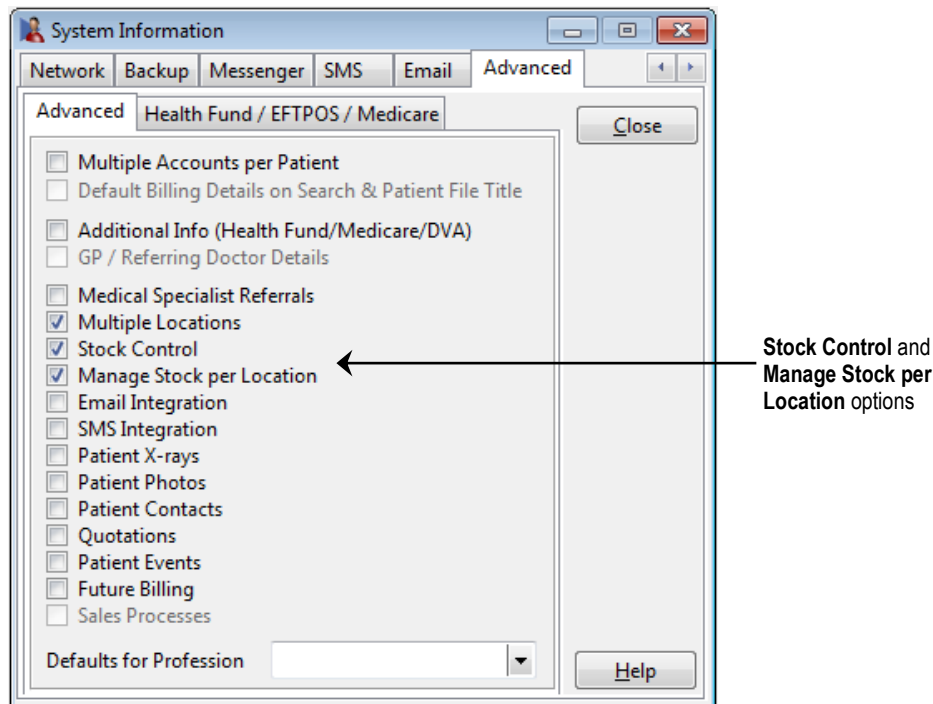 System Information
Network Backup Messenger SMS Email Advanced
Advanced Health Fund / EFTPOS / Medicare
Close
Multiple Accounts per Patient
Default Billing Details on Search & Patient File Title
Additional Info (Health Fund/Medicare/DVA)
GP / Referring Doctor Details
Medical Specialist Referrals
Multiple Locations
Stock Control
Manage Stock per Location
Email Integration
SMS Integration
Patient X-rays
Patient Photos
Patient Contacts
Quotations
Patient Events
Future Billing
Sales Processes
Defaults for Profession
Help
Stock Control and
Manage Stock per
Location options